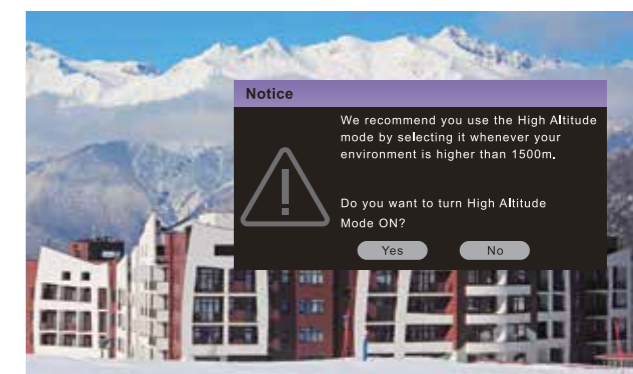 Notice
We recommend you use the High Altitude
mode by selecting it whenever your
environment is higher than 1500m.
Do you want to turn High Altitude
Mode ON?
Yes No